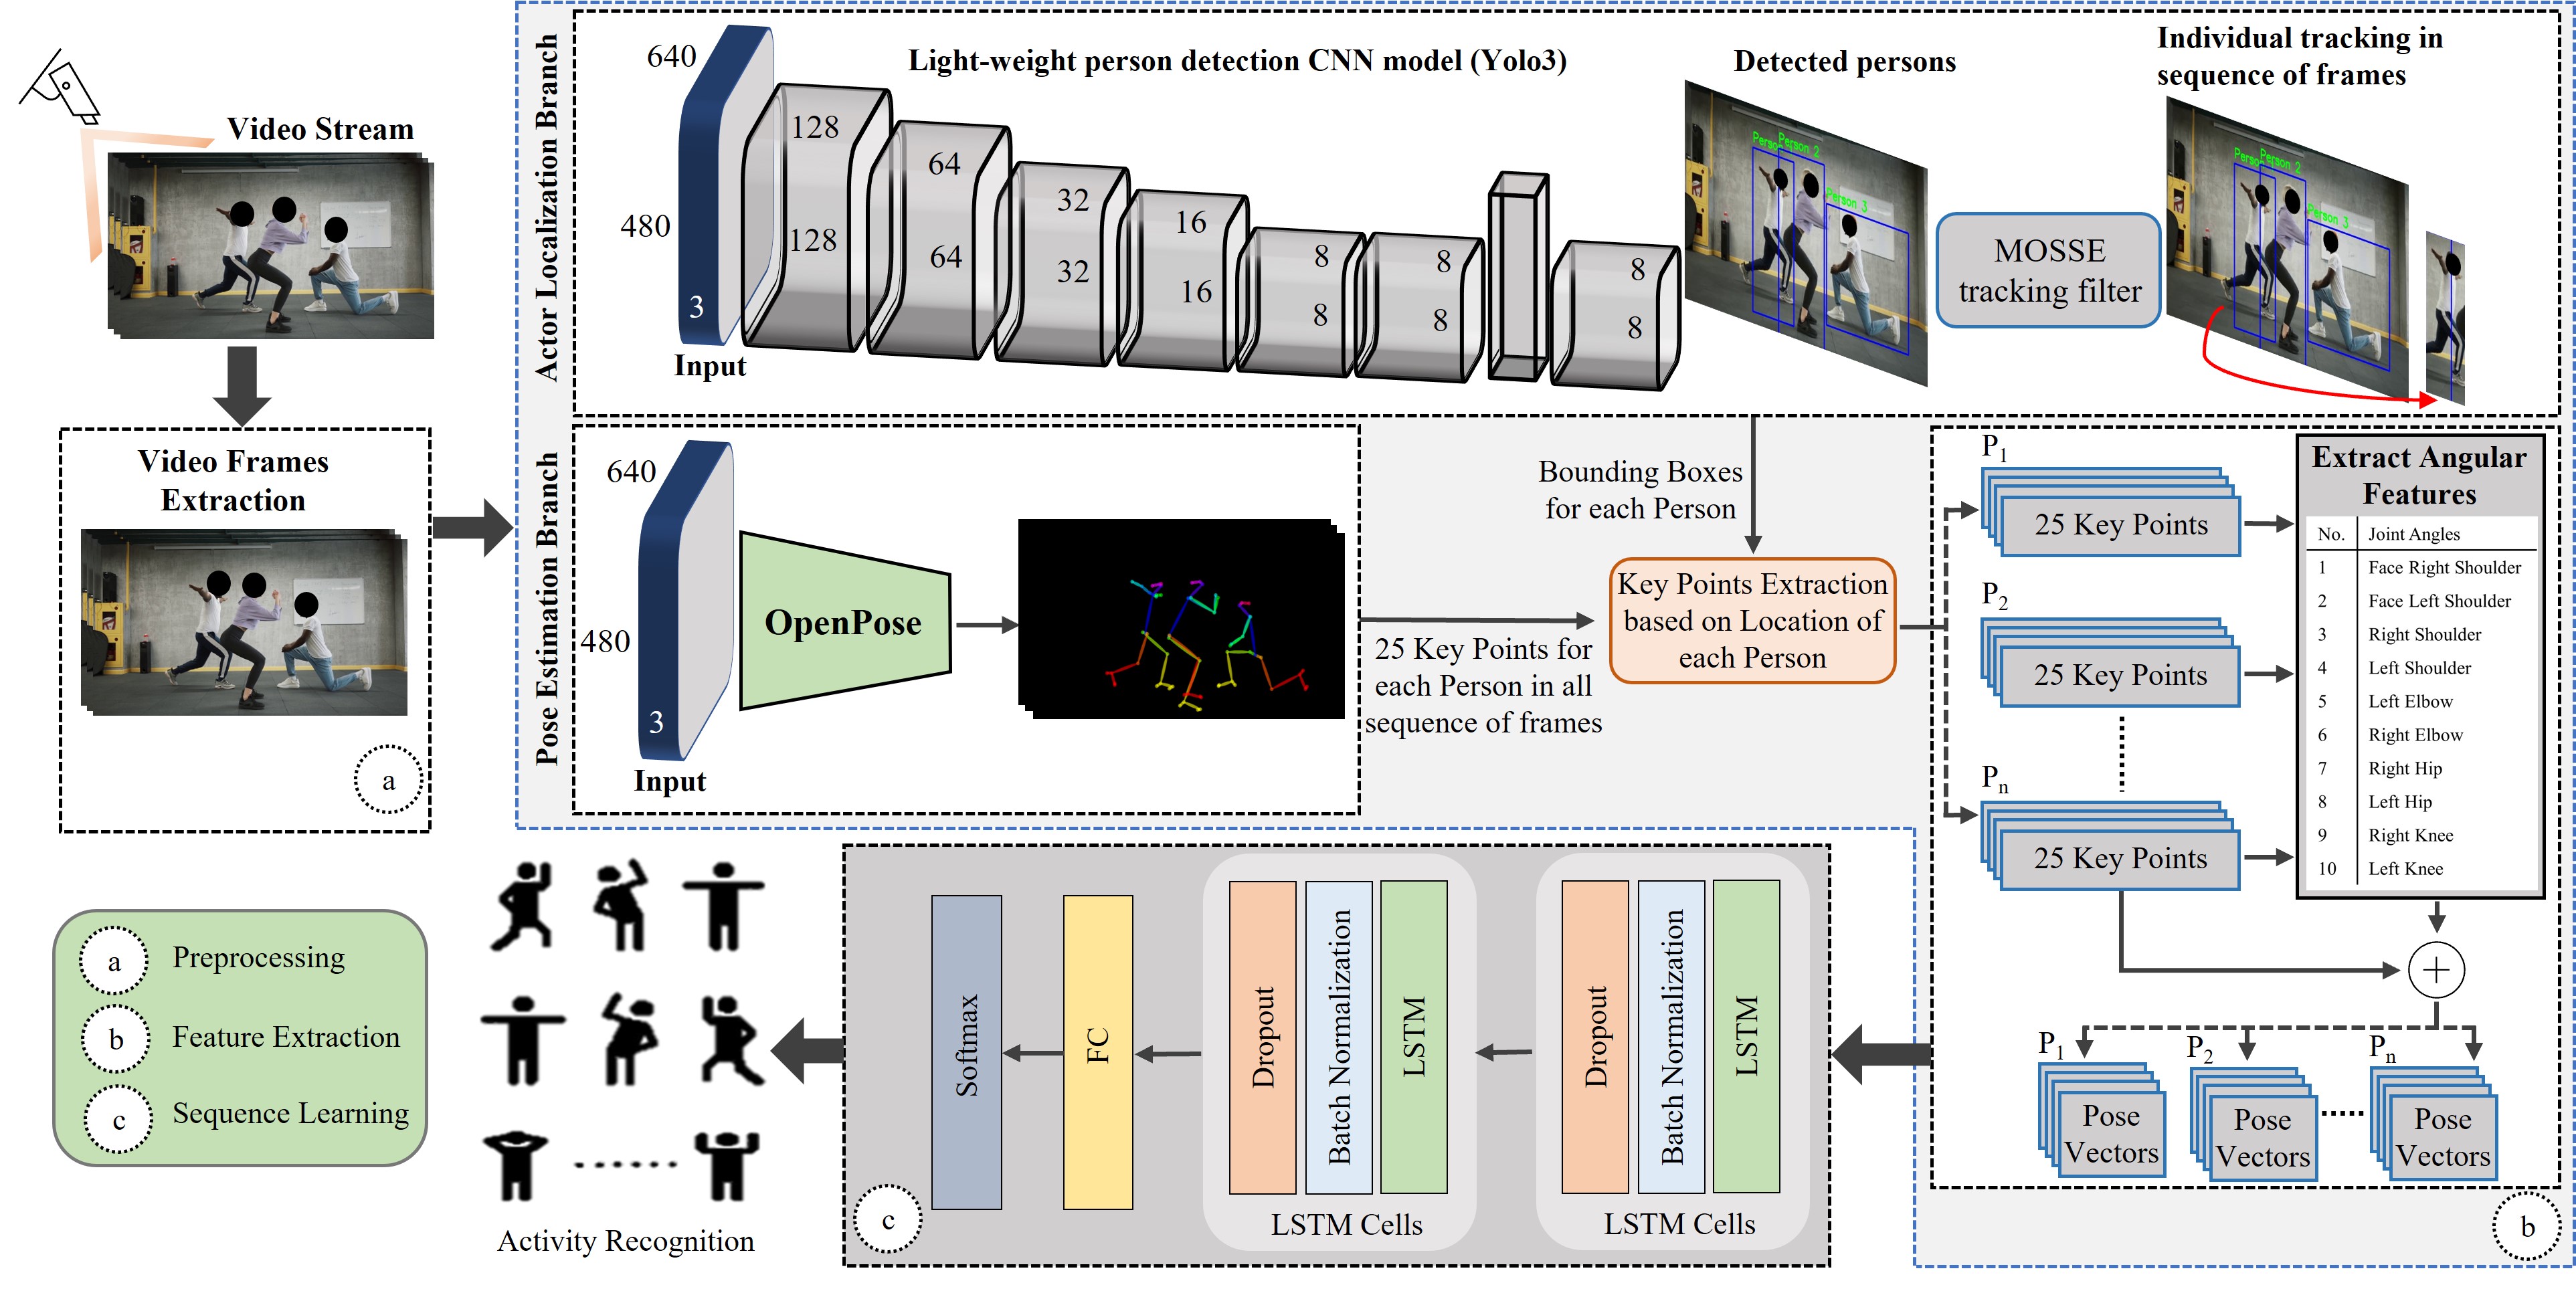 Video Stream
Video Frames
Extraction
a
Actor Localization Branch
Light-weight person detection CNN model (Yolo3)
640
480
3
Input
128
128
64
64
32
32
16
16
8
8
8
8
8
8
Detected persons
Person 2
Person 3
MOSSE
tracking filter
Individual tracking in
sequence of frames
Person 2
Person 3
Pose Estimation Branch
640
480
3
Input
OpenPose
25 Key Points for
each Person in all
sequence of frames
Bounding Boxes
for each Person
Key Points Extraction
based on Location of
each Person
P1
25 Key Points
P2
25 Key Points
Pn
25 Key Points
Extract Angular
Features
No. Joint Angles
1 Face Right Shoulder
2 Face Left Shoulder
3 Right Shoulder
4 Left Shoulder
5 Left Elbow
6 Right Elbow
7 Right Hip
8 Left Hip
9 Right Knee
10 Left Knee
P1
Pose
Vectors
P2
Pose
Vectors
Pn
Pose
Vectors
b
LSTM
Batch Normalization
Dropout
LSTM Cells
LSTM
Batch Normalization
Dropout
LSTM Cells
FC
Softmax
c
Activity Recognition
a Preprocessing
b Feature Extraction
c Sequence Learning